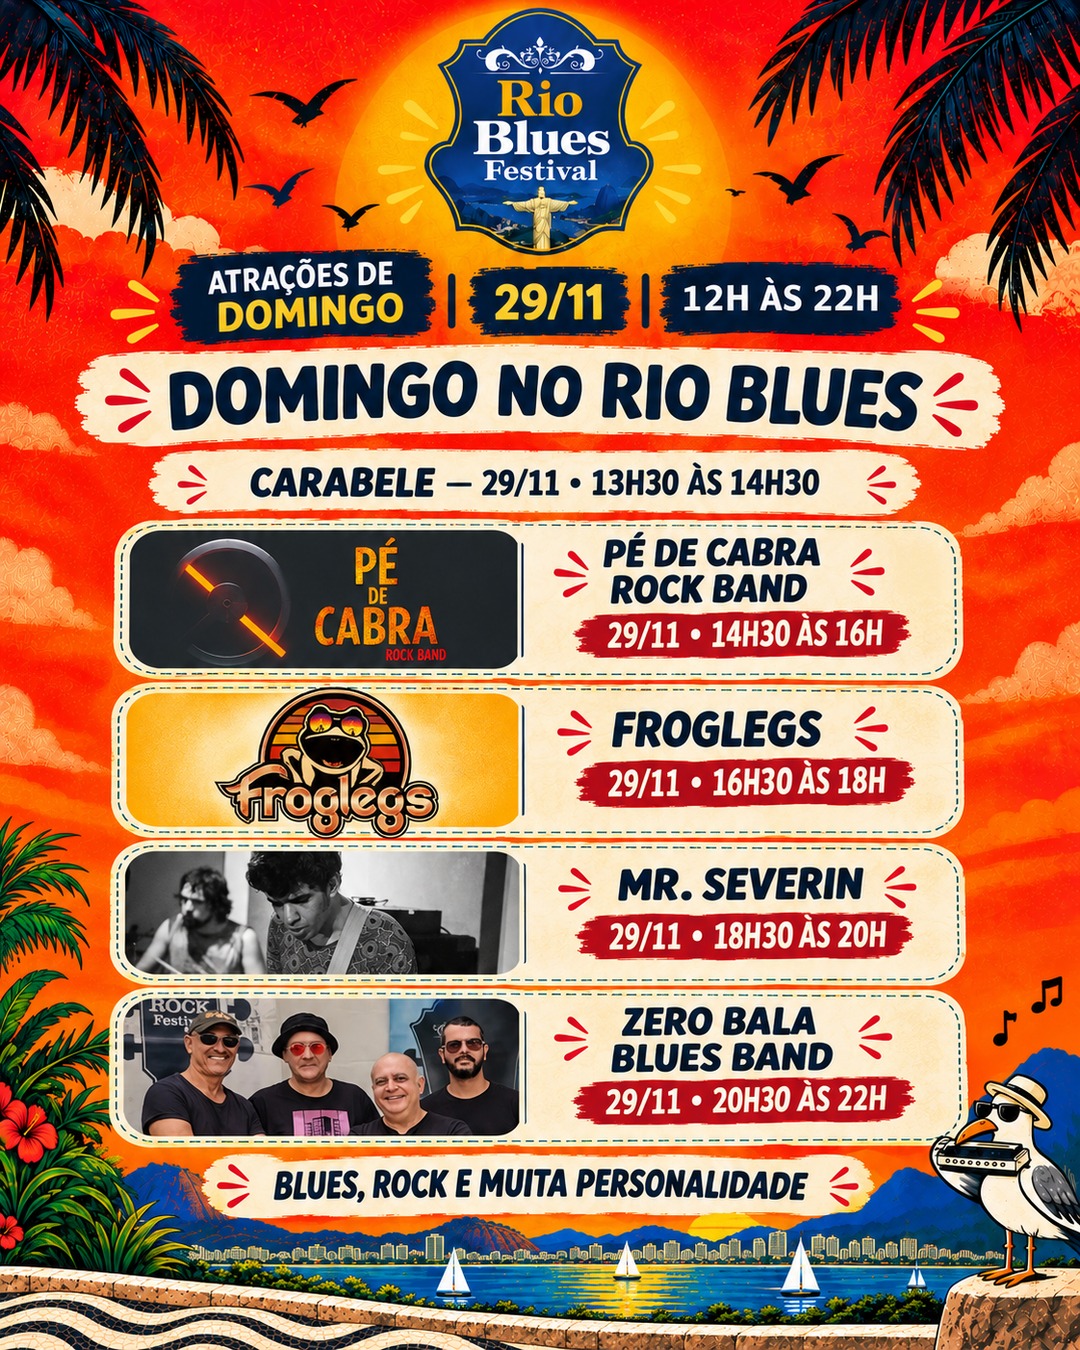 Rio
Blues
Festival
ATRAÇÕES DE
DOMINGO
29/11
12H ÀS 22H
DOMINGO NO RIO BLUES
CARABELE — 29/11 • 13H30 ÀS 14H30
PÉ
DE
CABRA
ROCK BAND
PÉ DE CABRA
ROCK BAND
29/11 • 14H30 ÀS 16H
Froglegs
FROGLEGS
29/11 • 16H30 ÀS 18H
MR. SEVERIN
29/11 • 18H30 ÀS 20H
ROCK
ZERO BALA
BLUES BAND
29/11 • 20H30 ÀS 22H
BLUES, ROCK E MUITA PERSONALIDADE